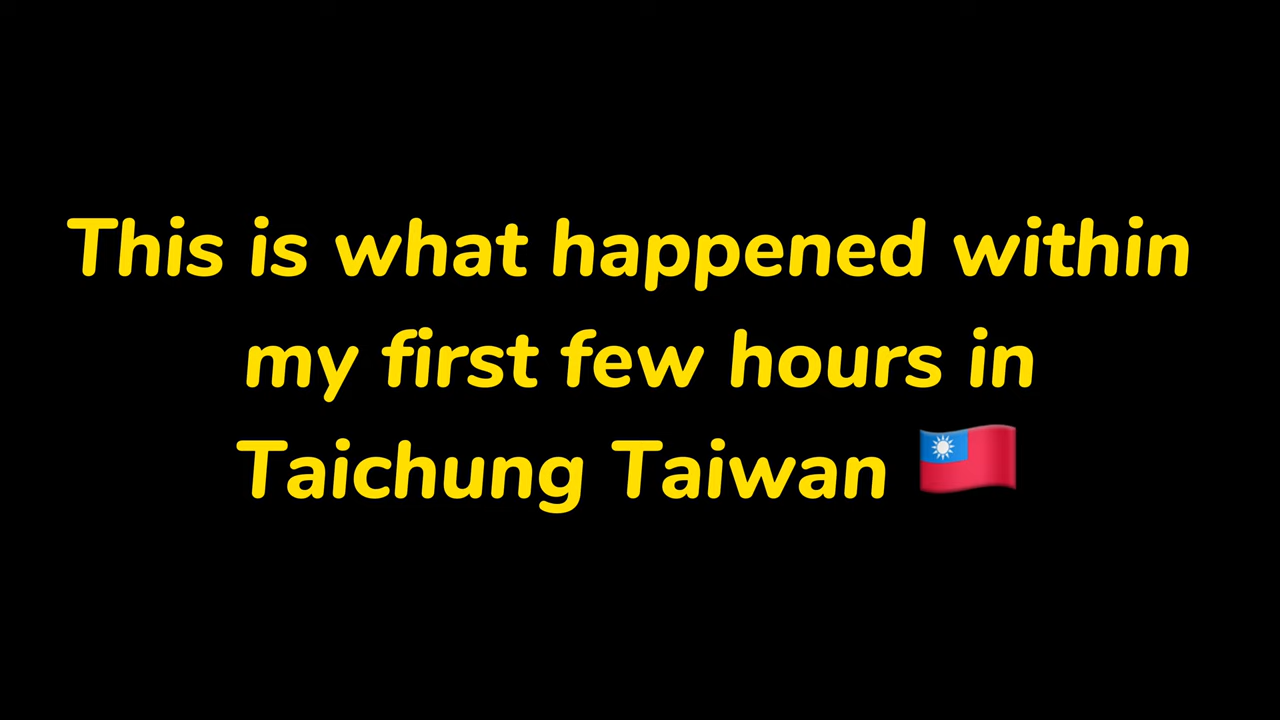 This is what happened within
my first few hours in
Taichung Taiwan 🇹🇼